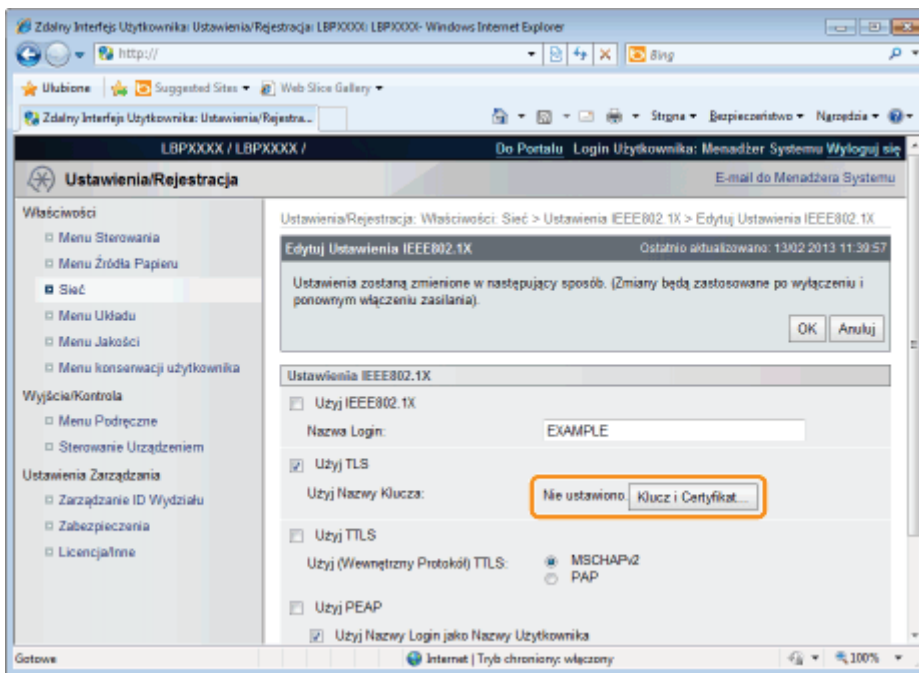 Zdalny Interfejs Użytkownika: Ustawienia/Rejestracja: LBPXXXX: LBPXXXX- Windows Internet Explorer
http://
Bing
Ulubione Suggested Sites Web Slice Gallery
Zdalny Interfejs Użytkownika: Ustawienia/Rejestra... Strona Bezpieczeństwo Narzędzia
LBPXXXX / LBPXXXX / Do Portalu Login Użytkownika: Menadżer Systemu Wyloguj się
Ustawienia/Rejestracja E-mail do Menadżera Systemu
Właściwości
Menu Sterowania
Menu Źródła Papieru
Sieć
Menu Układu
Menu Jakości
Menu konserwacji użytkownika
Wyjście/Kontrola
Menu Podręczne
Sterowanie Urządzeniem
Ustawienia Zarządzania
Zarządzanie ID Wydziału
Zabezpieczenia
Licencja/Inne
Ustawienia/Rejestracja: Właściwości: Sieć > Ustawienia IEEE802.1X > Edytuj Ustawienia IEEE802.1X
Edytuj Ustawienia IEEE802.1X Ostatnio aktualizowano: 13/02 2013 11:39:57
Ustawienia zostaną zmienione w następujący sposób. (Zmiany będą zastosowane po wyłączeniu i
ponownym włączeniu zasilania).
OK Anuluj
Ustawienia IEEE802.1X
Użyj IEEE802.1X
Nazwa Login: EXAMPLE
Użyj TLS
Użyj Nazwy Klucza: Nie ustawiono. Klucz i Certyfikat...
Użyj TTLS
Użyj (Wewnętrzny Protokół) TTLS: MSCHAPv2
PAP
Użyj PEAP
Użyj Nazwy Login jako Nazwy Użytkownika
Gotowe Internet | Tryb chroniony: włączony 100%